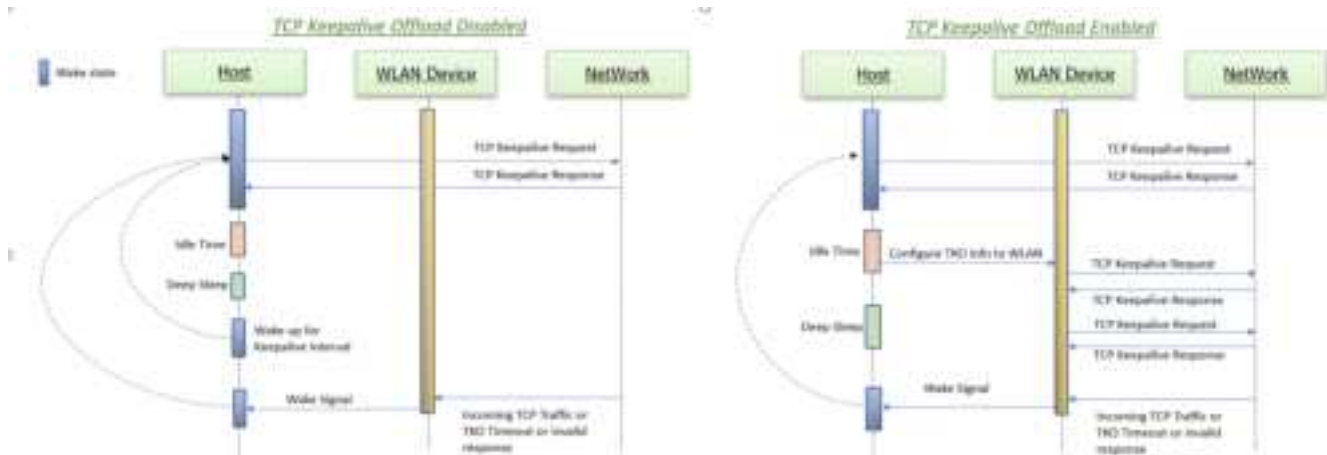 TCP Keepalive Offload Disabled
Wake state
Host
WLAN Device
NetWork
TCP Keepalive Request
TCP Keepalive Response
Idle Time
Deep Sleep
Wake up for
Keepalive Interval
Wake Signal
Incoming TCP Traffic or
TKO Timeout or invalid
response
TCP Keepalive Offload Enabled
Host
WLAN Device
NetWork
TCP Keepalive Request
TCP Keepalive Response
Idle Time
Configure TKO Info to WLAN
TCP Keepalive Request
TCP Keepalive Response
Deep Sleep
TCP Keepalive Request
TCP Keepalive Response
Wake Signal
Incoming TCP Traffic or
TKO Timeout or invalid
response